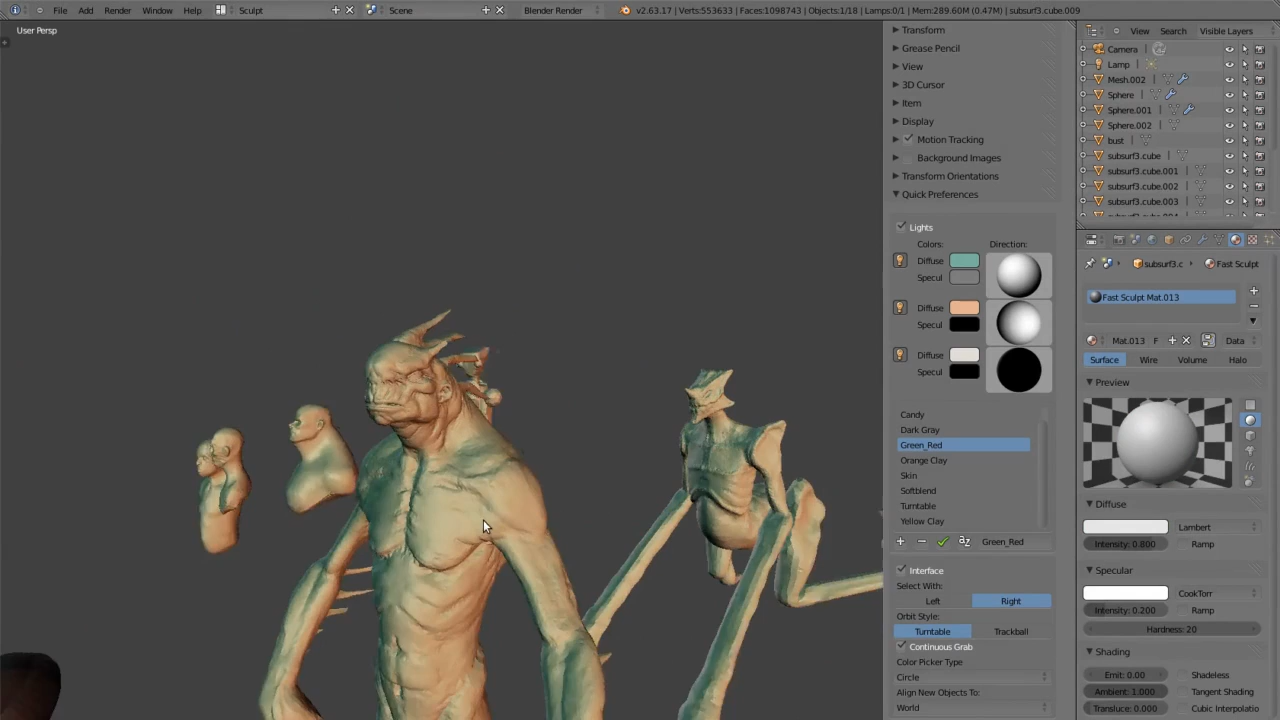 File Add Render Window Help Sculpt Scene Blender Render v2.63.17 | Verts:553633 | Faces:1098743 | Objects:1/18 | Lamps:0/1 | Mem:289.60M (0.47M) | subsurf3.cube.009
User Persp
Transform
Grease Pencil
View
3D Cursor
Item
Display
Motion Tracking
Background Images
Transform Orientations
Quick Preferences
Lights
Colors: Direction:
Diffuse
Specul
Diffuse
Specul
Diffuse
Specul
Candy
Dark Gray
Green_Red
Orange Clay
Skin
Softblend
Turntable
Yellow Clay
Green_Red
Interface
Select With:
Left Right
Orbit Style:
Turntable Trackball
Continuous Grab
Color Picker Type
Circle
Align New Objects To:
World
View Search Visible Layers
Camera
Lamp
Mesh.002
Sphere
Sphere.001
Sphere.002
bust
subsurf3.cube
subsurf3.cube.001
subsurf3.cube.002
subsurf3.cube.003
subsurf3.cube.004
subsurf3.c Fast Sculpt
Fast Sculpt Mat.013
Mat.013 F Data
Surface Wire Volume Halo
Preview
Diffuse
Lambert
Intensity: 0.800 Ramp
Specular
CookTorr
Intensity: 0.200 Ramp
Hardness: 20
Shading
Emit: 0.00 Shadeless
Ambient: 1.000 Tangent Shading
Transluce: 0.000 Cubic Interpolatio